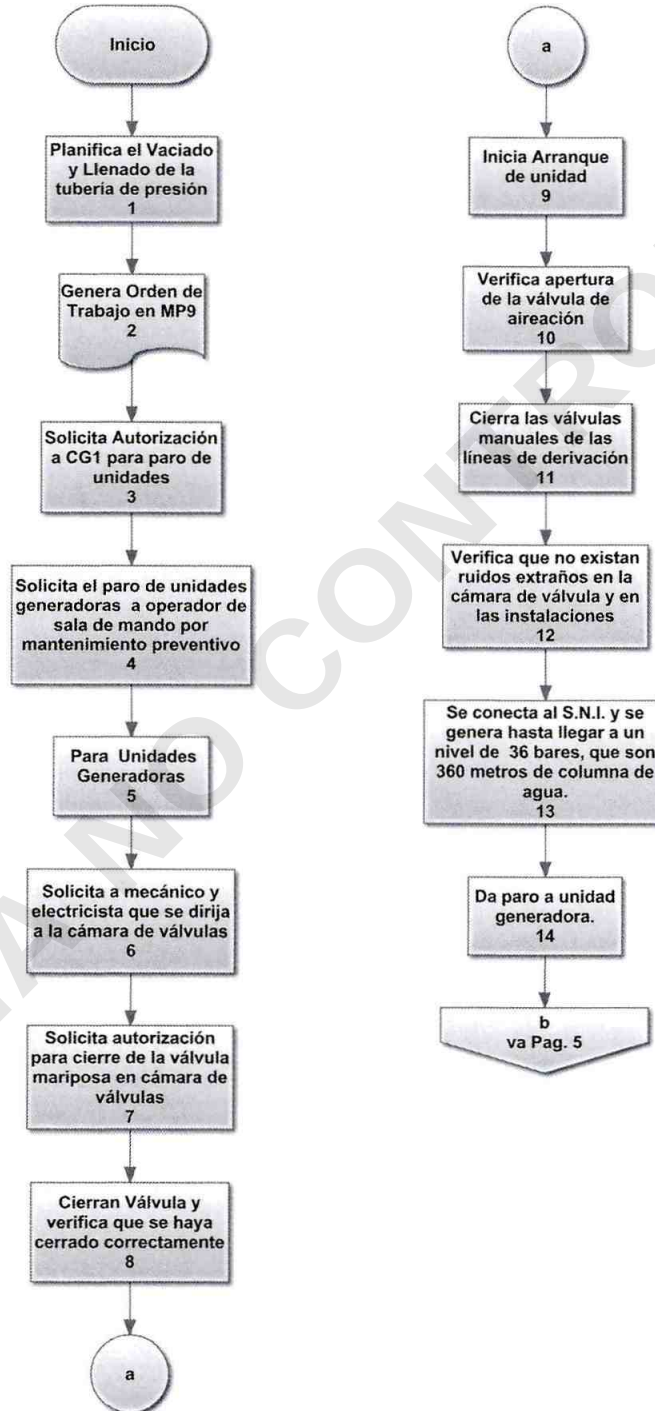 Inicio
Planifica el Vaciado
y Llenado de la
tubería de presión
1
Genera Orden de
Trabajo en MP9
2
Solicita Autorización
a CG1 para paro de
unidades
3
Solicita el paro de unidades
generadoras a operador de
sala de mando por
mantenimiento preventivo
4
Para Unidades
Generadoras
5
Solicita a mecánico y
electricista que se dirija
a la cámara de válvulas
6
Solicita autorización
para cierre de la válvula
mariposa en cámara de
válvulas
7
Cierran Válvula y
verifica que se haya
cerrado correctamente
8
a
a
Inicia Arranque
de unidad
9
Verifica apertura
de la válvula de
aireación
10
Cierra las válvulas
manuales de las
líneas de derivación
11
Verifica que no existan
ruidos extraños en la
cámara de válvula y en
las instalaciones
12
Se conecta al S.N.I. y se
genera hasta llegar a un
nivel de 36 bares, que son
360 metros de columna de
agua.
13
Da paro a unidad
generadora.
14
b
va Pag. 5
NO